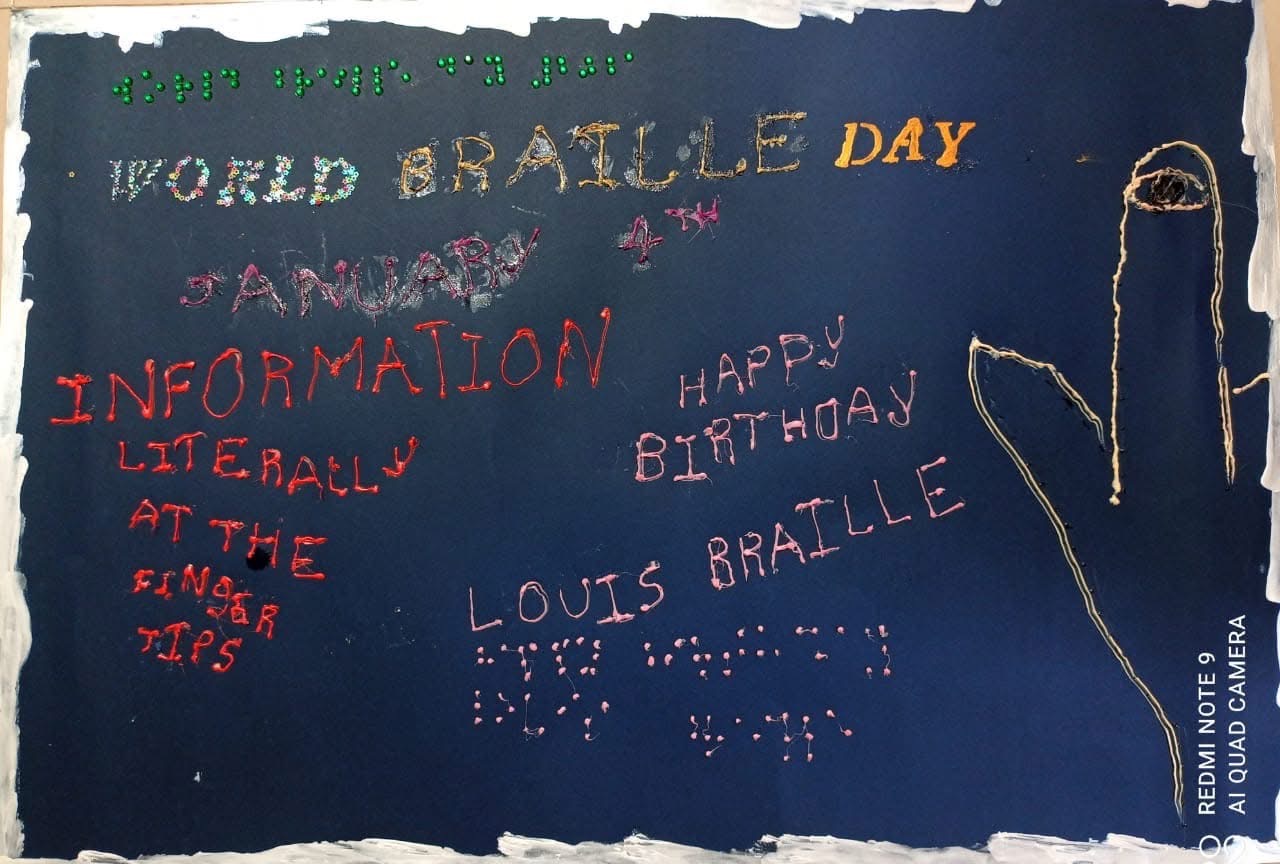 WORLD BRAILLE DAY
JANUARY 4TH
INFORMATION
LITERALLY
AT THE
FINGER
TIPS
HAPPY
BIRTHDAY
LOUIS BRAILLE
REDMI NOTE 9
AI QUAD CAMERA